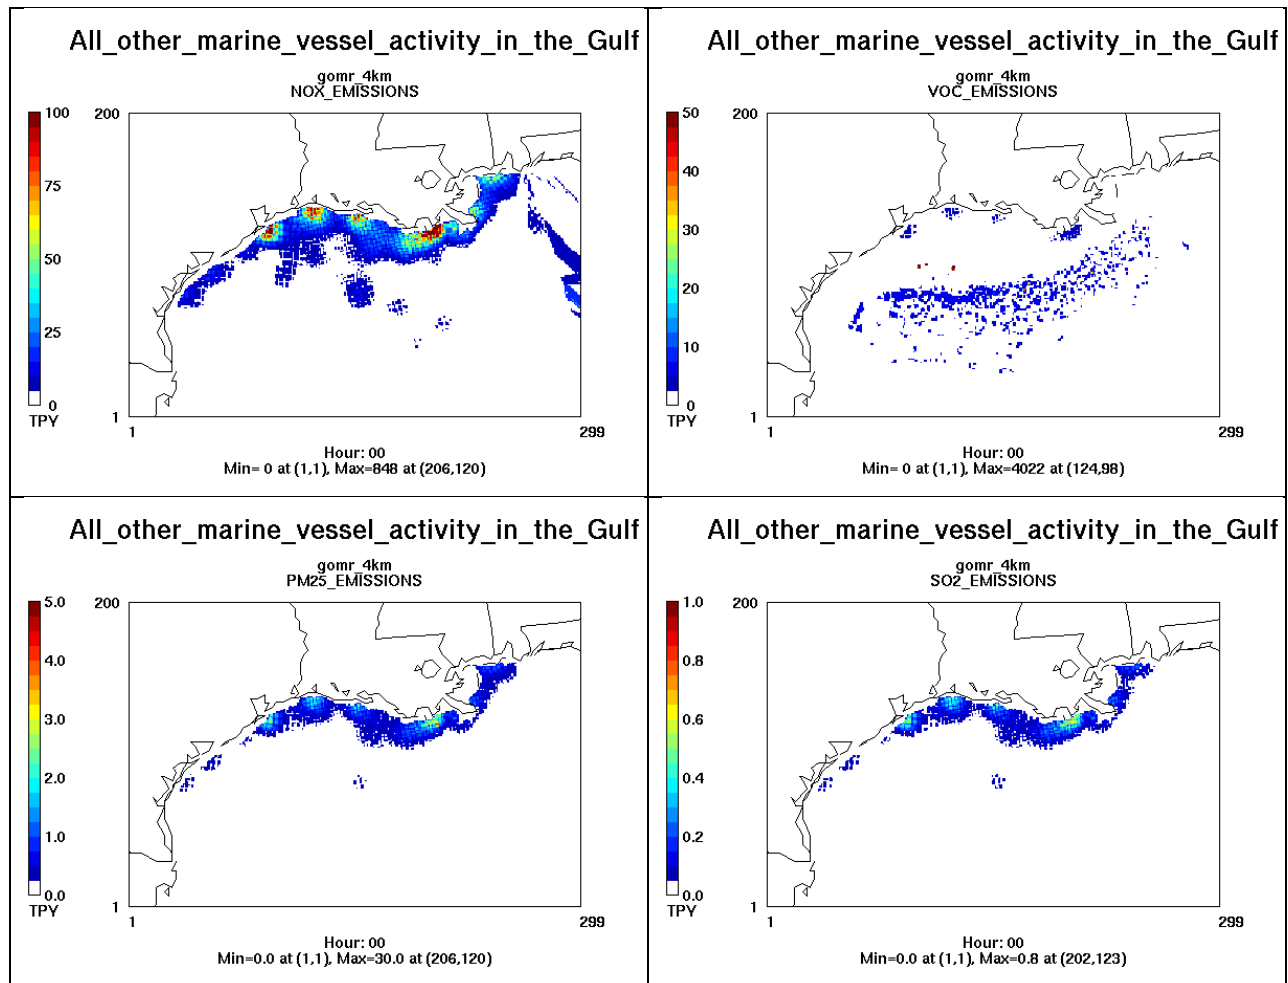 All_other_marine_vessel_activity_in_the_Gulf
gomr_4km
NOX_EMISSIONS
100
75
50
25
0
TPY
200
1
1
299
Hour: 00
Min= 0 at (1,1), Max=848 at (206,120)
All_other_marine_vessel_activity_in_the_Gulf
gomr_4km
VOC_EMISSIONS
50
40
30
20
10
0
TPY
200
1
1
299
Hour: 00
Min= 0 at (1,1), Max=4022 at (124,98)
All_other_marine_vessel_activity_in_the_Gulf
gomr_4km
PM25_EMISSIONS
5.0
4.0
3.0
2.0
1.0
0.0
TPY
200
1
1
299
Hour: 00
Min=0.0 at (1,1), Max=30.0 at (206,120)
All_other_marine_vessel_activity_in_the_Gulf
gomr_4km
SO2_EMISSIONS
1.0
0.8
0.6
0.4
0.2
0.0
TPY
200
1
1
299
Hour: 00
Min=0.0 at (1,1), Max=0.8 at (202,123)